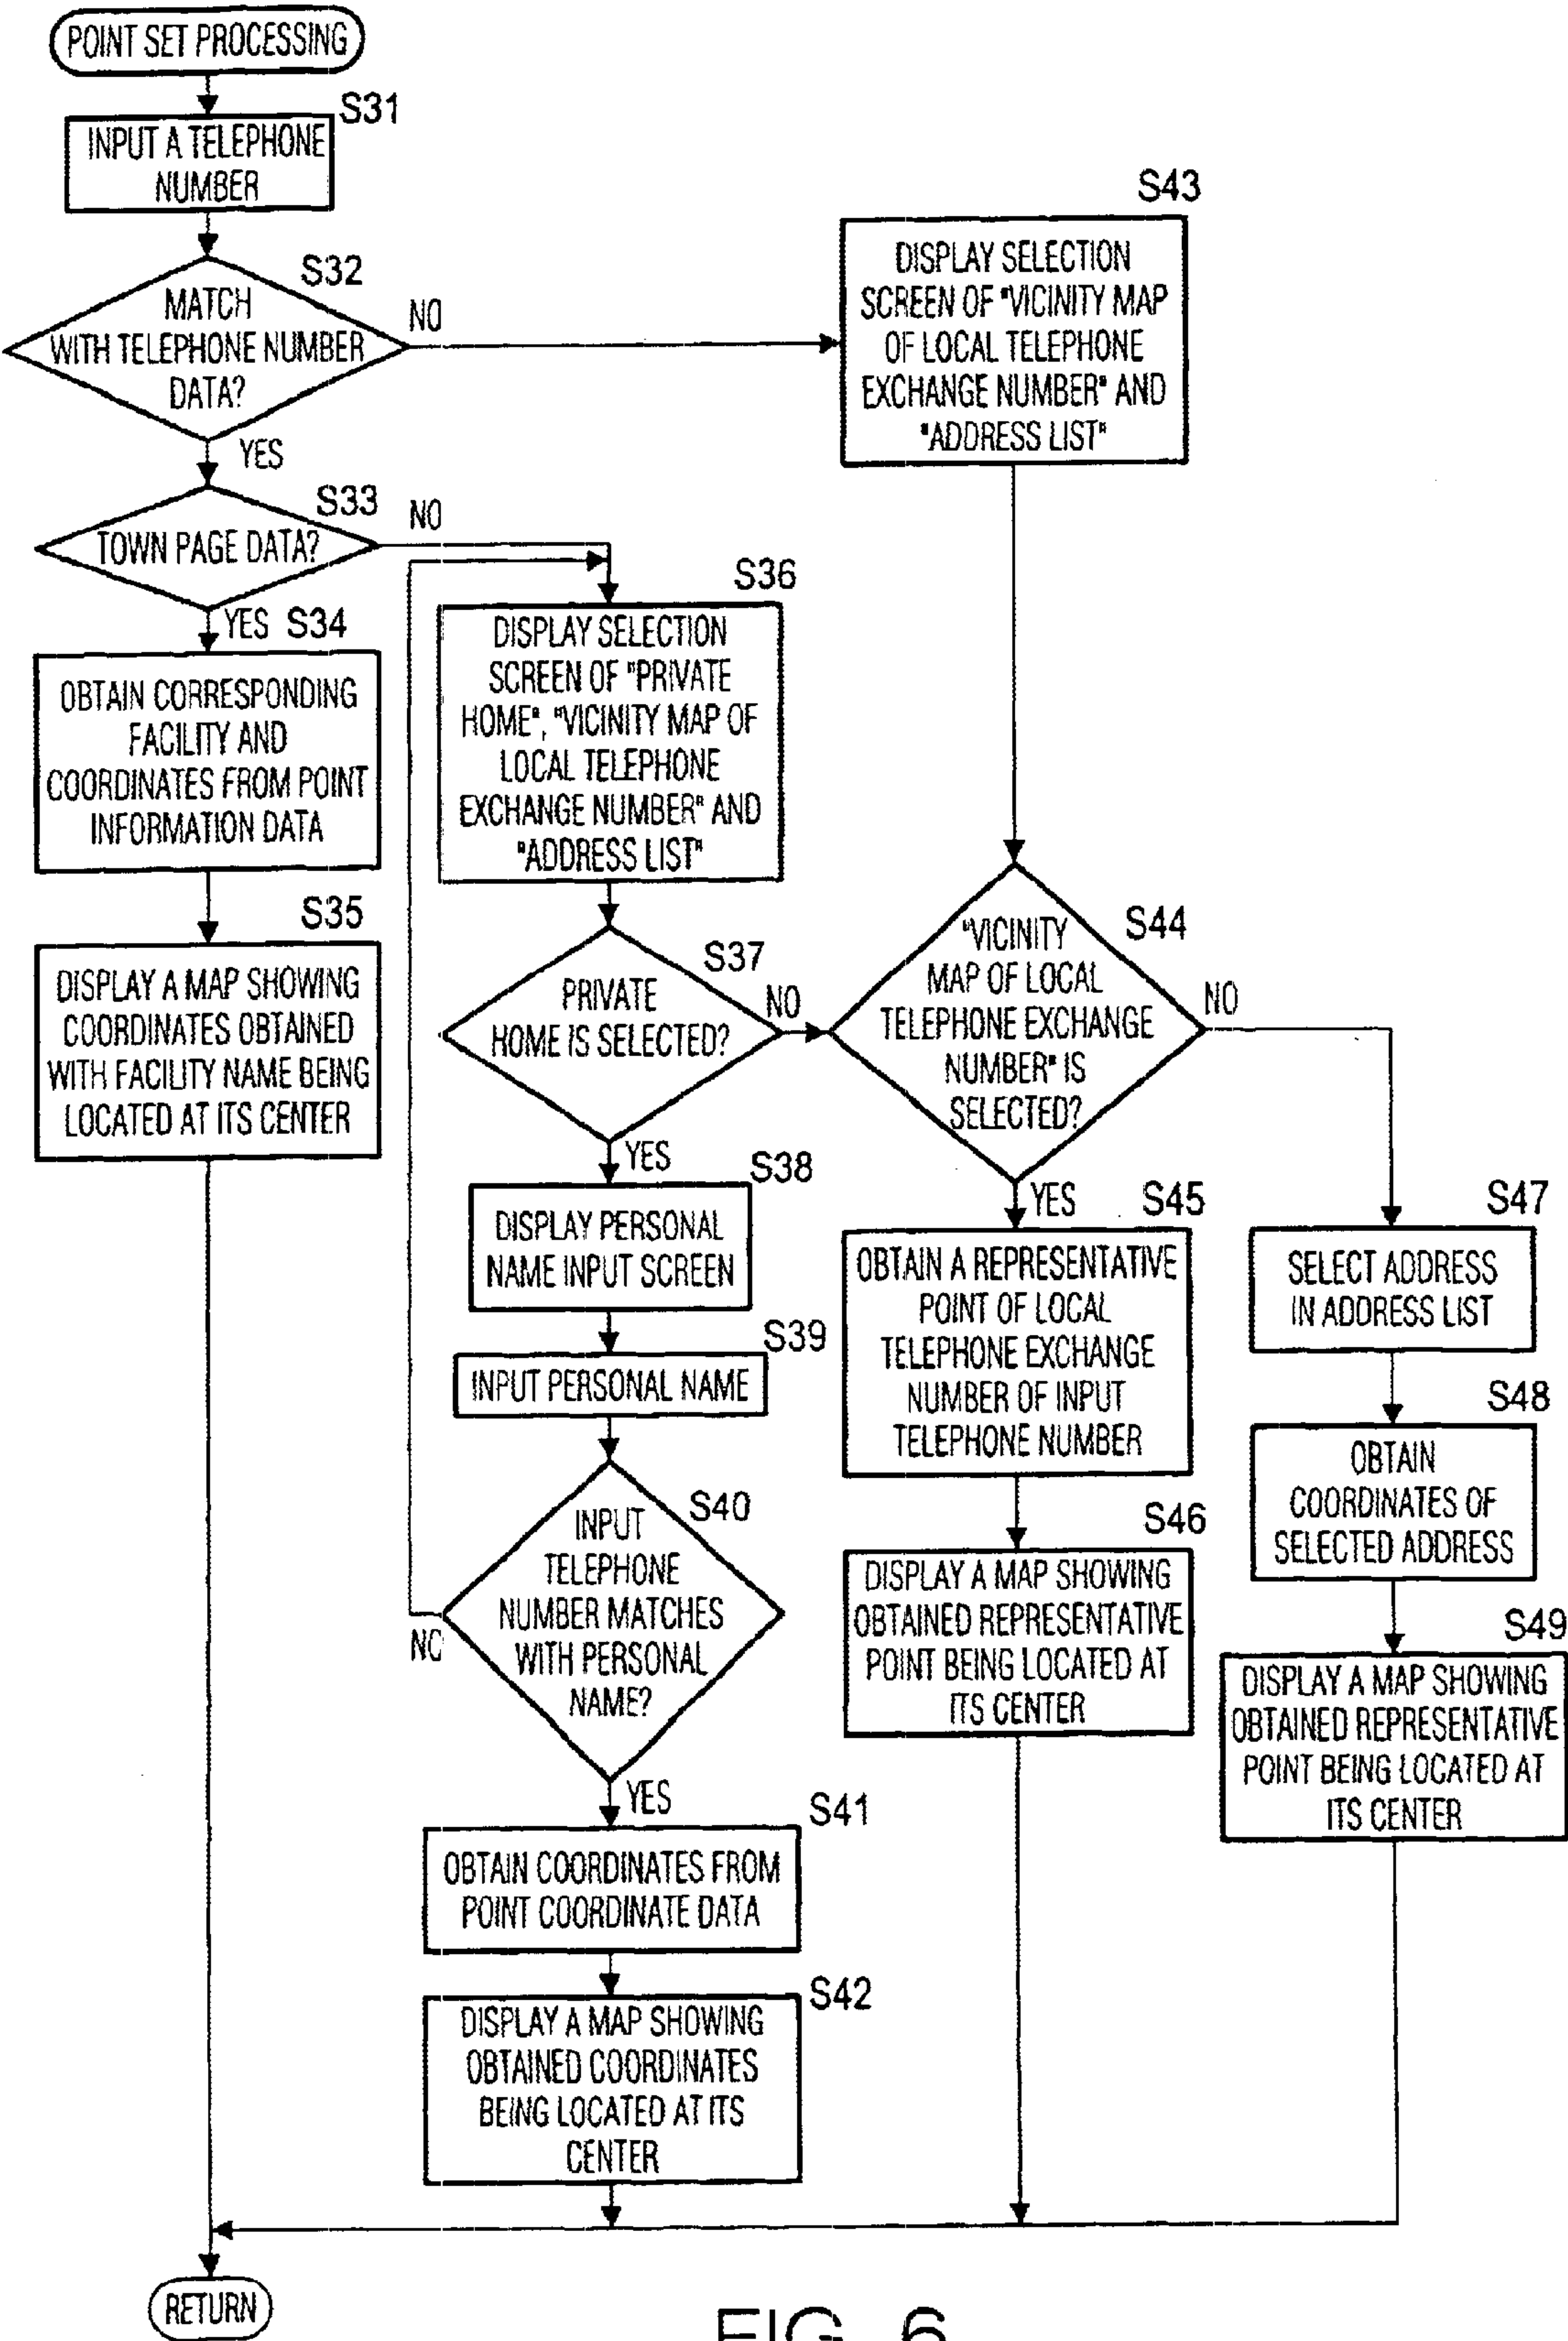 POINT SET PROCESSING
S31
INPUT A TELEPHONE
NUMBER
S32
MATCH
WITH TELEPHONE NUMBER
DATA?
NO
YES
S33
TOWN PAGE DATA?
NO
YES S34
OBTAIN CORRESPONDING
FACILITY AND
COORDINATES FROM POINT
INFORMATION DATA
S35
DISPLAY A MAP SHOWING
COORDINATES OBTAINED
WITH FACILITY NAME BEING
LOCATED AT ITS CENTER
S36
DISPLAY SELECTION
SCREEN OF "PRIVATE
HOME", "VICINITY MAP OF
LOCAL TELEPHONE
EXCHANGE NUMBER" AND
"ADDRESS LIST"
S37
PRIVATE
HOME IS SELECTED?
NO
YES
S38
DISPLAY PERSONAL
NAME INPUT SCREEN
S39
INPUT PERSONAL NAME
S40
INPUT
TELEPHONE
NUMBER MATCHES
WITH PERSONAL
NAME?
NO
YES
S41
OBTAIN COORDINATES FROM
POINT COORDINATE DATA
S42
DISPLAY A MAP SHOWING
OBTAINED COORDINATES
BEING LOCATED AT ITS
CENTER
S43
DISPLAY SELECTION
SCREEN OF "VICINITY MAP
OF LOCAL TELEPHONE
EXCHANGE NUMBER" AND
"ADDRESS LIST"
S44
"VICINITY
MAP OF LOCAL
TELEPHONE EXCHANGE
NUMBER" IS
SELECTED?
NO
YES
S45
OBTAIN A REPRESENTATIVE
POINT OF LOCAL
TELEPHONE EXCHANGE
NUMBER OF INPUT
TELEPHONE NUMBER
S46
DISPLAY A MAP SHOWING
OBTAINED REPRESENTATIVE
POINT BEING LOCATED AT
ITS CENTER
S47
SELECT ADDRESS
IN ADDRESS LIST
S48
OBTAIN
COORDINATES OF
SELECTED ADDRESS
S49
DISPLAY A MAP SHOWING
OBTAINED REPRESENTATIVE
POINT BEING LOCATED AT
ITS CENTER
RETURN
FIG. 6